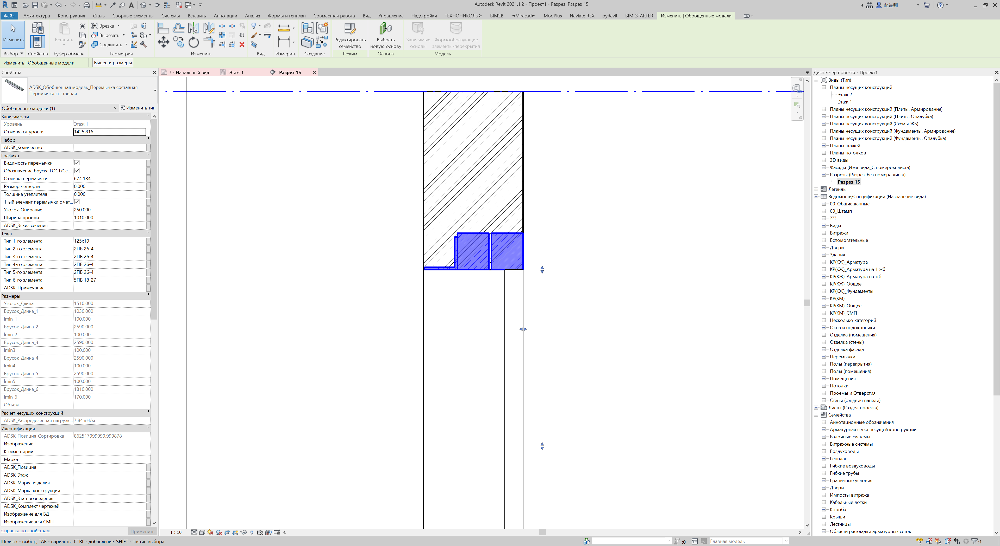 Autodesk Revit 2021.1.2 - Проект1 - Разрез: Разрез 15
Файл
Архитектура
Конструкция
Сталь
Сборные элементы
Системы
Вставить
Аннотации
Анализ
Формы и генплан
Совместная работа
Вид
Управление
Надстройки
ТЕХНОНИКОЛЬ®
BIM2B
◄Miracad►
ModPlus
Naviate REX
pyRevit
BIM-STARTER
Изменить | Обобщенные модели
Изменить
Вставить
Врезка
Вырезать
Соединить
Редактировать
семейство
Выбрать
новую основу
Зависимые
основы
Формообразующие
элементы-перекрытия
Выбор
Свойства
Буфер обмена
Геометрия
Изменить
Вид
Измерить
Создание
Режим
Основа
Модель
Изменить | Обобщенные модели
Вывести размеры
Свойства
ADSK_Обобщенная модель_Перемычка составная
Перемычка составная
Обобщенные модели (1)
Изменить тип
Зависимости
Уровень Этаж 1
Отметка от уровня 1425.816
Набор
ADSK_Количество
Графика
Видимость перемычки
Обозначение бруска ГОСТ/Се...
Отметка перемычки 674.184
Размер четверти 0.000
Толщина утеплителя 0.000
1-ый элемент перемычки с чет...
Уголок_Опирание 250.000
Ширина проема 1010.000
ADSK_Эскиз сечения
Текст
Тип 1-го элемента 125x10
Тип 2-го элемента 2ПБ 26-4
Тип 3-го элемента 2ПБ 26-4
Тип 4-го элемента 2ПБ 26-4
Тип 5-го элемента 2ПБ 26-4
Тип 6-го элемента 5ПБ 18-27
ADSK_Примечание
Размеры
Уголок_Длина 1510.000
Брусок_Длина_1 1030.000
lmin_1 100.000
Брусок_Длина_2 2590.000
lmin_2 100.000
Брусок_Длина_3 2590.000
lmin3 100.000
Брусок_Длина_4 2590.000
lmin4 100.000
Брусок_Длина_5 2590.000
lmin5 100.000
Брусок_Длина_6 1810.000
lmin_6 170.000
Объем
Расчет несущих конструкций
ADSK_Распределенная нагрузк... 7.84 кН/м
Идентификация
ADSK_Позиция_Сортировка 862517999999.999878
Изображение
Комментарии
Марка
ADSK_Позиция
ADSK_Этаж
ADSK_Марка изделия
ADSK_Марка конструкции
ADSK_Этап возведения
ADSK_Комплект чертежей
Изображение для ВД
Изображение для СМП
Справка по свойствам
Применить
! - Начальный вид
Этаж 1
Разрез 15
1 : 10
Диспетчер проекта - Проект1
Виды (Тип)
Планы несущих конструкций
Этаж 2
Этаж 1
Планы несущих конструкций (Плиты. Армирование)
Планы несущих конструкций (Плиты. Опалубка)
Планы несущих конструкций (Схемы ЖБ)
Планы несущих конструкций (Фундаменты. Армирование)
Планы несущих конструкций (Фундаменты. Опалубка)
Планы этажей
Планы потолков
3D виды
Фасады (Имя вида_С номером листа)
Разрезы (Разрез_Без номера листа)
Разрез 15
Легенды
Ведомости/Спецификации (Назначение вида)
00_Общие данные
00_Штамп
???
Виды
Витражи
Вспомогательные
Двери
Здания
КР(КЖ)_Арматура
КР(КЖ)_Арматура на 1 жб
КР(КЖ)_Арматура на жб
КР(КЖ)_Общее
КР(КЖ)_Фундаменты
КР(КМ)
КР(КМ)_Общее
КР(КМ)_СМП
Несколько категорий
Окна и подоконники
Отделка (помещения)
Отделка (стены)
Отделка фасада
Перемычки
Полы (перекрытия)
Полы (помещения)
Помещения
Потолки
Проемы и Отверстия
Стены (сэндвич панели)
Листы (Раздел проекта)
Семейства
Аннотационные обозначения
Арматурная сетка несущей конструкции
Балочные системы
Витражные системы
Воздуховоды
Генплан
Гибкие воздуховоды
Гибкие трубы
Граничные условия
Двери
Импосты витража
Кабельные лотки
Короба
Крыши
Лестницы
Области раскладки арматурных сеток
Щелчок - выбор, TAB - варианты, CTRL - добавление, SHIFT - снятие выбора.
:0
Главная модель
:1